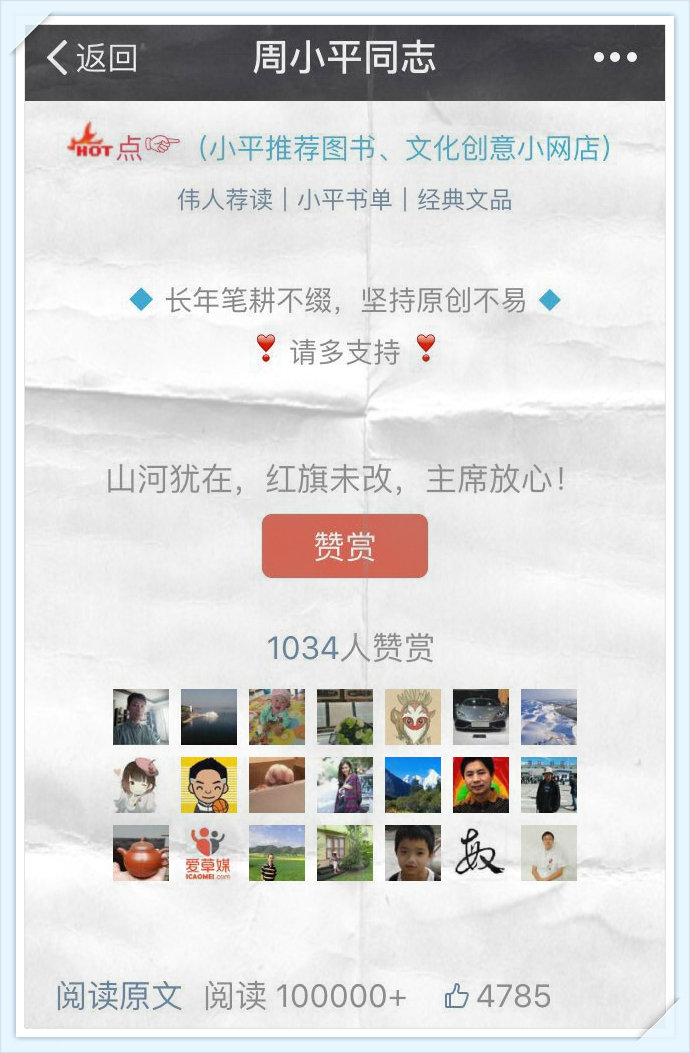 返回
周小平同志
HOT 点 （小平推荐图书、文化创意小网店）
伟人荐读 | 小平书单 | 经典文品
长年笔耕不缀，坚持原创不易
请多支持
山河犹在，红旗未改，主席放心！
赞赏
1034人赞赏
爱草媒
ICAOMEI.com
阅读原文 阅读 100000+ 4785